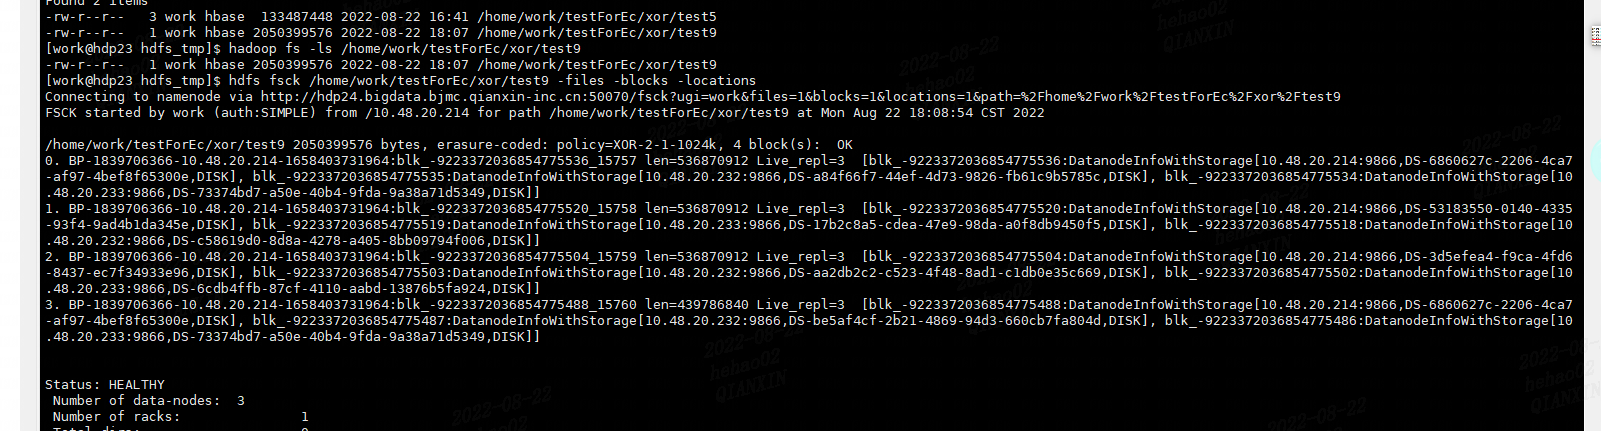 Found 2 items
-rw-r--r--   3 work hbase  133487448 2022-08-22 16:41 /home/work/testForEc/xor/test5
-rw-r--r--   1 work hbase 2050399576 2022-08-22 18:07 /home/work/testForEc/xor/test9
[work@hdp23 hdfs_tmp]$ hadoop fs -ls /home/work/testForEc/xor/test9
-rw-r--r--   1 work hbase 2050399576 2022-08-22 18:07 /home/work/testForEc/xor/test9
[work@hdp23 hdfs_tmp]$ hdfs fsck /home/work/testForEc/xor/test9 -files -blocks -locations
Connecting to namenode via http://hdp24.bigdata.bjmc.qianxin-inc.cn:50070/fsck?ugi=work&files=1&blocks=1&locations=1&path=%2Fhome%2Fwork%2FtestForEc%2Fxor%2Ftest9
FSCK started by work (auth:SIMPLE) from /10.48.20.214 for path /home/work/testForEc/xor/test9 at Mon Aug 22 18:08:54 CST 2022
/home/work/testForEc/xor/test9 2050399576 bytes, erasure-coded: policy=XOR-2-1-1024k, 4 block(s):  OK
0. BP-1839706366-10.48.20.214-1658403731964:blk_-9223372036854775536_15757 len=536870912 Live_repl=3  [blk_-9223372036854775536:DatanodeInfoWithStorage[10.48.20.214:9866,DS-6860627c-2206-4ca7
-af97-4bef8f65300e,DISK], blk_-9223372036854775535:DatanodeInfoWithStorage[10.48.20.232:9866,DS-a84f66f7-44ef-4d73-9826-fb61c9b5785c,DISK], blk_-9223372036854775534:DatanodeInfoWithStorage[10
.48.20.233:9866,DS-73374bd7-a50e-40b4-9fda-9a38a71d5349,DISK]]
1. BP-1839706366-10.48.20.214-1658403731964:blk_-9223372036854775520_15758 len=536870912 Live_repl=3  [blk_-9223372036854775520:DatanodeInfoWithStorage[10.48.20.214:9866,DS-53183550-0140-4335
-93f4-9ad4b1da345e,DISK], blk_-9223372036854775519:DatanodeInfoWithStorage[10.48.20.233:9866,DS-17b2c8a5-cdea-47e9-98da-a0f8db9450f5,DISK], blk_-9223372036854775518:DatanodeInfoWithStorage[10
.48.20.232:9866,DS-c58619d0-8d8a-4278-a405-8bb09794f006,DISK]]
2. BP-1839706366-10.48.20.214-1658403731964:blk_-9223372036854775504_15759 len=536870912 Live_repl=3  [blk_-9223372036854775504:DatanodeInfoWithStorage[10.48.20.214:9866,DS-3d5efea4-f9ca-4fd6
-8437-ec7f34933e96,DISK], blk_-9223372036854775503:DatanodeInfoWithStorage[10.48.20.232:9866,DS-aa2db2c2-c523-4f48-8ad1-c1db0e35c669,DISK], blk_-9223372036854775502:DatanodeInfoWithStorage[10
.48.20.233:9866,DS-6cdb4ffb-87cf-4110-aabd-13876b5fa924,DISK]]
3. BP-1839706366-10.48.20.214-1658403731964:blk_-9223372036854775488_15760 len=439786840 Live_repl=3  [blk_-9223372036854775488:DatanodeInfoWithStorage[10.48.20.214:9866,DS-6860627c-2206-4ca7
-af97-4bef8f65300e,DISK], blk_-9223372036854775487:DatanodeInfoWithStorage[10.48.20.232:9866,DS-be5af4cf-2b21-4869-94d3-660cb7fa804d,DISK], blk_-9223372036854775486:DatanodeInfoWithStorage[10
.48.20.233:9866,DS-73374bd7-a50e-40b4-9fda-9a38a71d5349,DISK]]
Status: HEALTHY
 Number of data-nodes:  3
 Number of racks:               1
2022-08-22
hehao02
QIANXIN